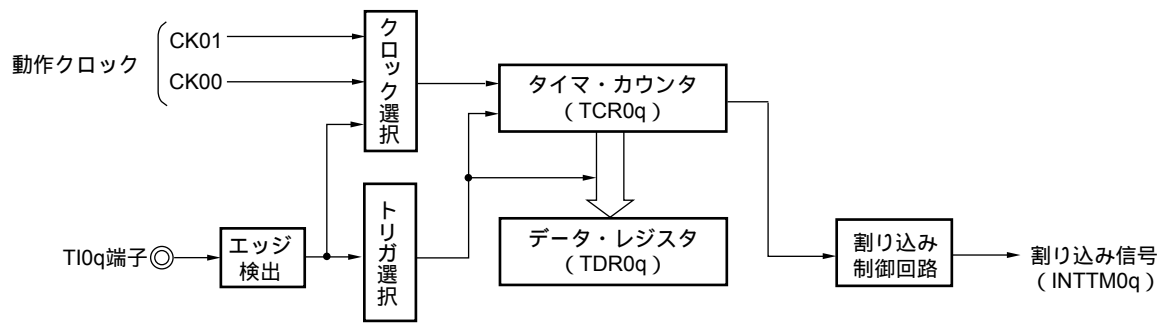 動作クロック
CK01
CK00
クロック選択
タイマ・カウンタ
(TCR0q)
TI0q端子
エッジ
検出
トリガ選択
データ・レジスタ
(TDR0q)
割り込み
制御回路
割り込み信号
(INTTM0q)